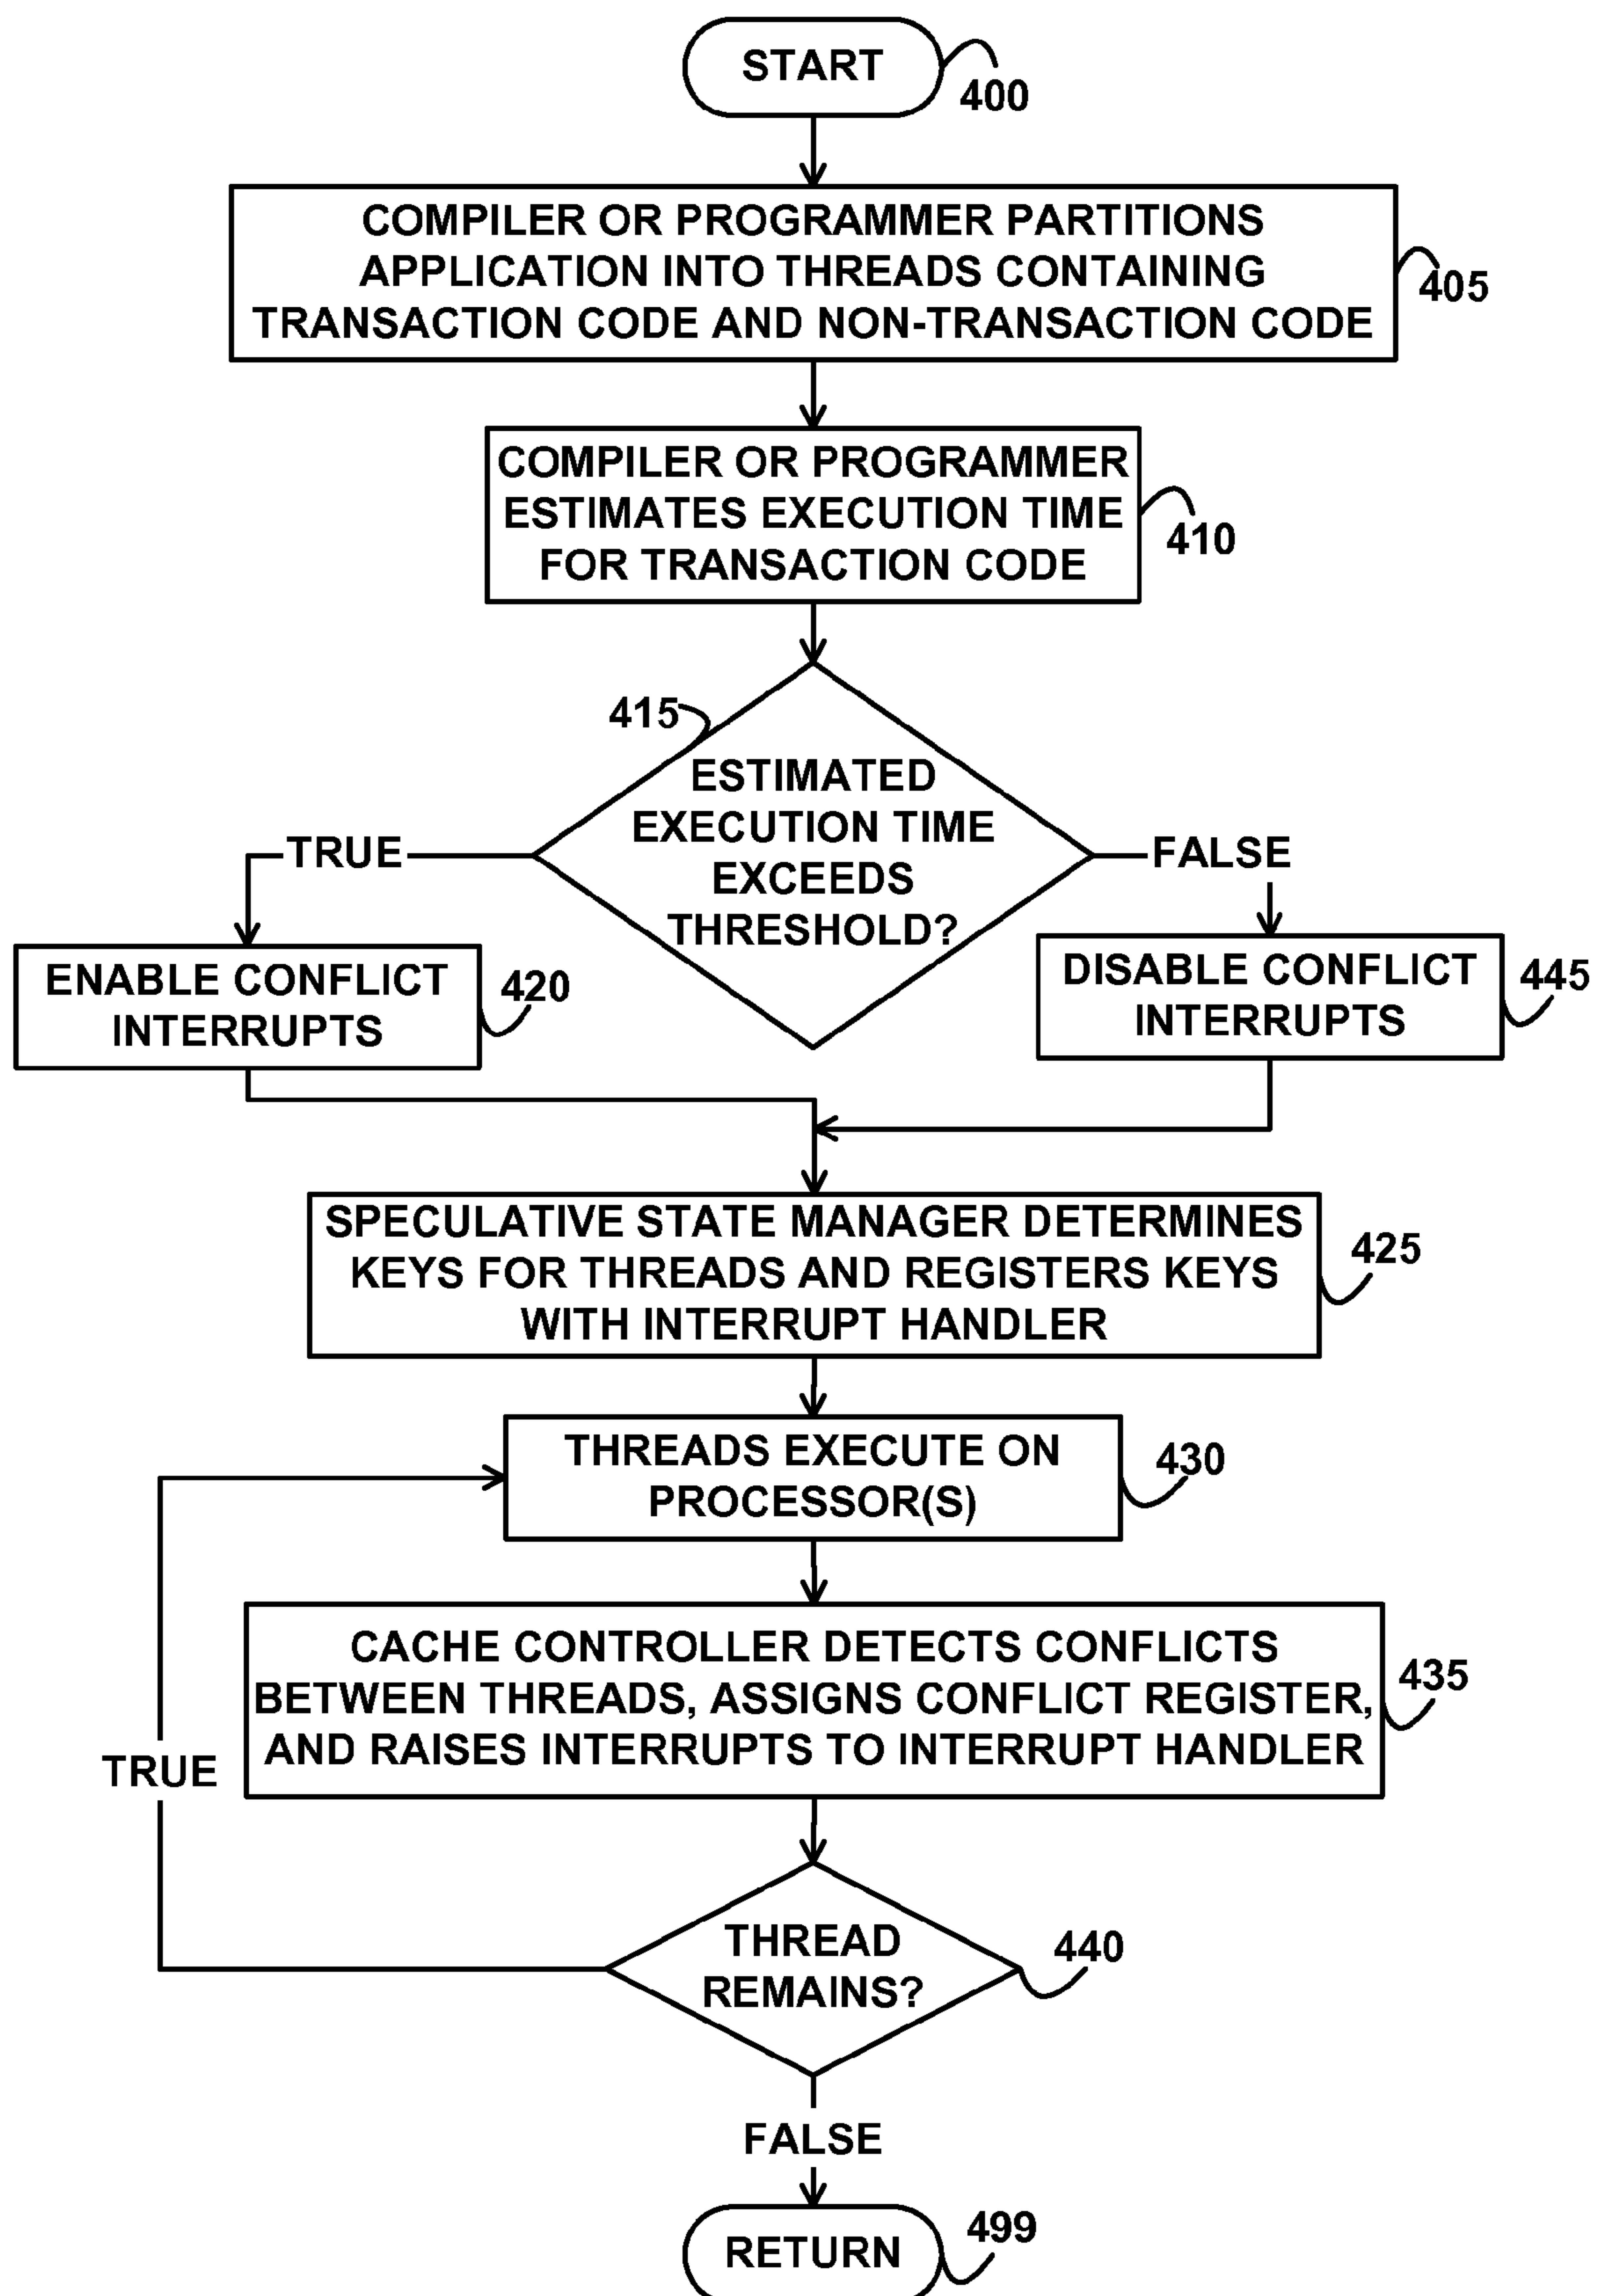 START
400
COMPILER OR PROGRAMMER PARTITIONS
APPLICATION INTO THREADS CONTAINING
TRANSACTION CODE AND NON-TRANSACTION CODE
405
COMPILER OR PROGRAMMER
ESTIMATES EXECUTION TIME
FOR TRANSACTION CODE
410
415
ESTIMATED
EXECUTION TIME
EXCEEDS
THRESHOLD?
TRUE
FALSE
ENABLE CONFLICT
INTERRUPTS
420
DISABLE CONFLICT
INTERRUPTS
445
SPECULATIVE STATE MANAGER DETERMINES
KEYS FOR THREADS AND REGISTERS KEYS
WITH INTERRUPT HANDLER
425
THREADS EXECUTE ON
PROCESSOR(S)
430
CACHE CONTROLLER DETECTS CONFLICTS
BETWEEN THREADS, ASSIGNS CONFLICT REGISTER,
AND RAISES INTERRUPTS TO INTERRUPT HANDLER
435
TRUE
THREAD
REMAINS?
440
FALSE
RETURN
499